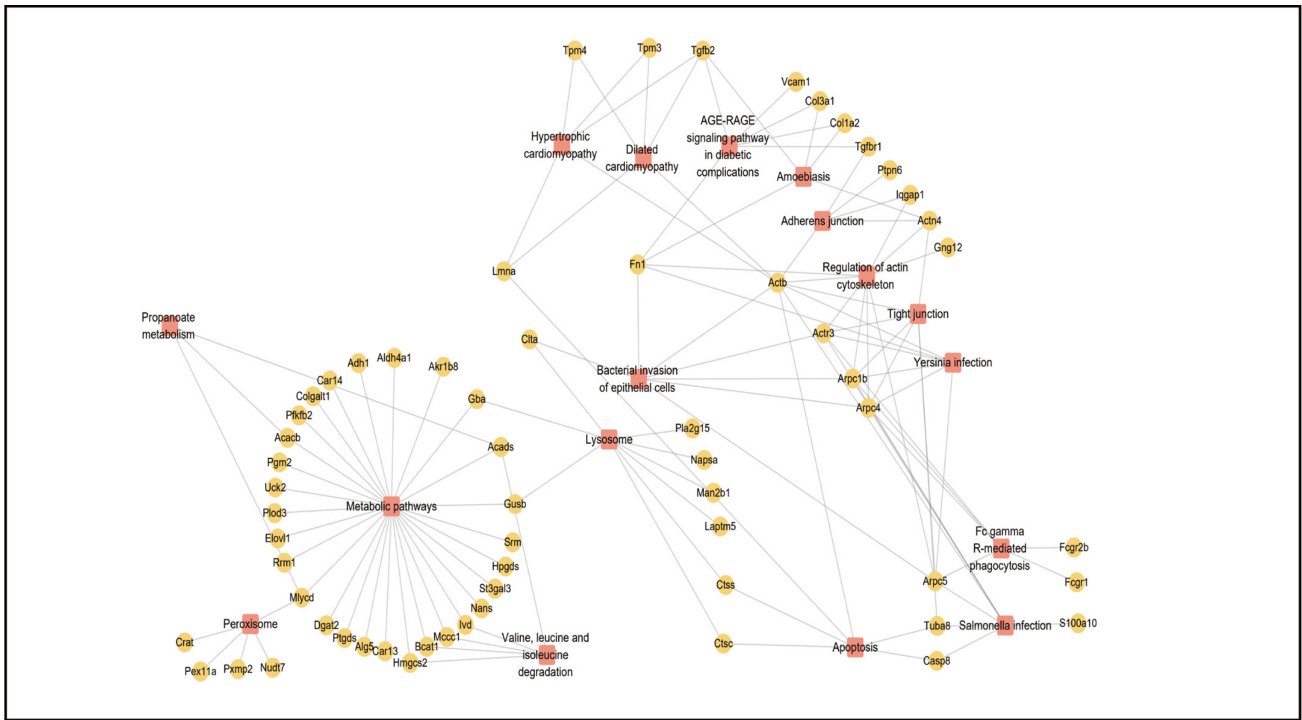 Tpm4
Tpm3
Tgfb2
Vcam1
Col3a1
Col1a2
AGE-RAGE
signaling pathway
in diabetic
complications
Hypertrophic
cardiomyopathy
Dilated
cardiomyopathy
Tgfbr1
Ptpn6
Amoebiasis
Iqgap1
Adherens junction
Actn4
Gng12
Lmna
Fn1
Actb
Regulation of actin
cytoskeleton
Propanoate
metabolism
Tight junction
Clta
Actr3
Yersinia infection
Adh1
Aldh4a1
Akr1b8
Car14
Colgalt1
Pfkfb2
Gba
Bacterial invasion
of epithelial cells
Arpc1b
Arpc4
Acacb
Acads
Lysosome
Pla2g15
Pgm2
Napsa
Uck2
Man2b1
Metabolic pathways
Gusb
Plod3
Laptm5
Elovl1
Srm
Rrm1
Hpgds
Fc gamma
R-mediated
phagocytosis
Fcgr2b
St3gal3
Ctss
Arpc5
Fcgr1
Mlycd
Nans
Peroxisome
Dgat2
Ivd
Tuba8
Salmonella infection
S100a10
Crat
Ptgds
Mccc1
Valine, leucine and
isoleucine
degradation
Alg5
Car13
Bcat1
Ctsc
Apoptosis
Pex11a
Pxmp2
Nudt7
Hmgcs2
Casp8